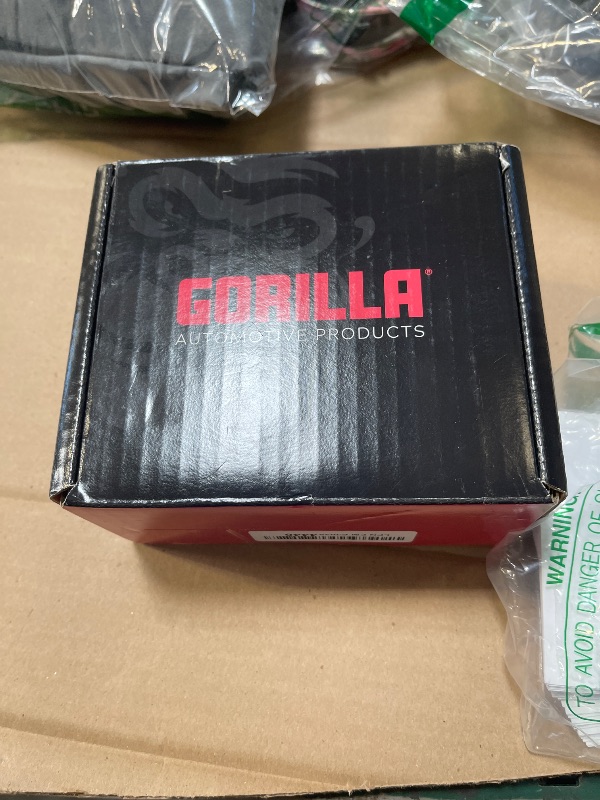 GORILLA®
AUTOMOTIVE PRODUCTS
WARNING:
TO AVOID DANGER OF